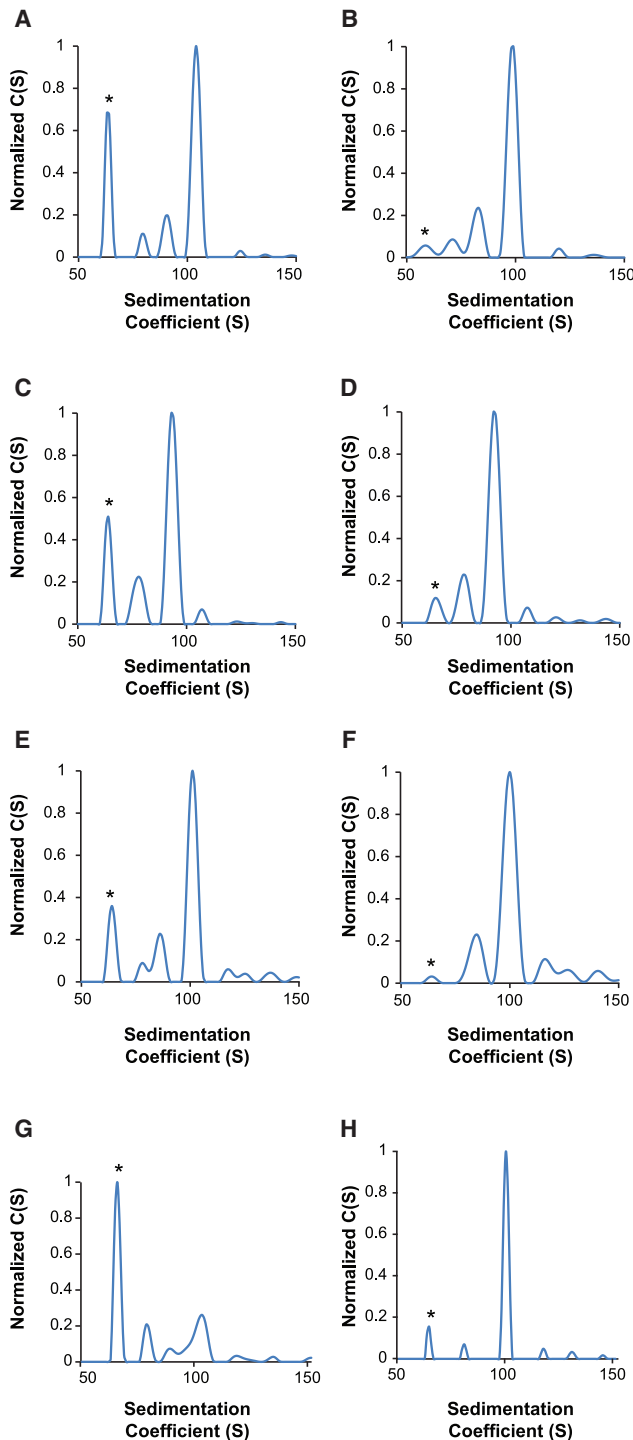 A
Normalized C(S)
1
0.8
0.6
0.4
0.2
0
*
50
100
150
Sedimentation
Coefficient (S)
B
Normalized C(S)
1
0.8
0.6
0.4
0.2
0
*
50
100
150
Sedimentation
Coefficient (S)
C
Normalized C(S)
1
0.8
0.6
0.4
0.2
0
*
50
100
150
Sedimentation
Coefficient (S)
D
Normalized C(S)
1
0.8
0.6
0.4
0.2
0
*
50
100
150
Sedimentation
Coefficient (S)
E
Normalized C(S)
1
0.8
0.6
0.4
0.2
0
*
50
100
150
Sedimentation
Coefficient (S)
F
Normalized C(S)
1
0.8
0.6
0.4
0.2
0
*
50
100
150
Sedimentation
Coefficient (S)
G
Normalized C(S)
1
0.8
0.6
0.4
0.2
0
*
50
100
150
Sedimentation
Coefficient (S)
H
Normalized C(S)
1
0.8
0.6
0.4
0.2
0
*
50
100
150
Sedimentation
Coefficient (S)